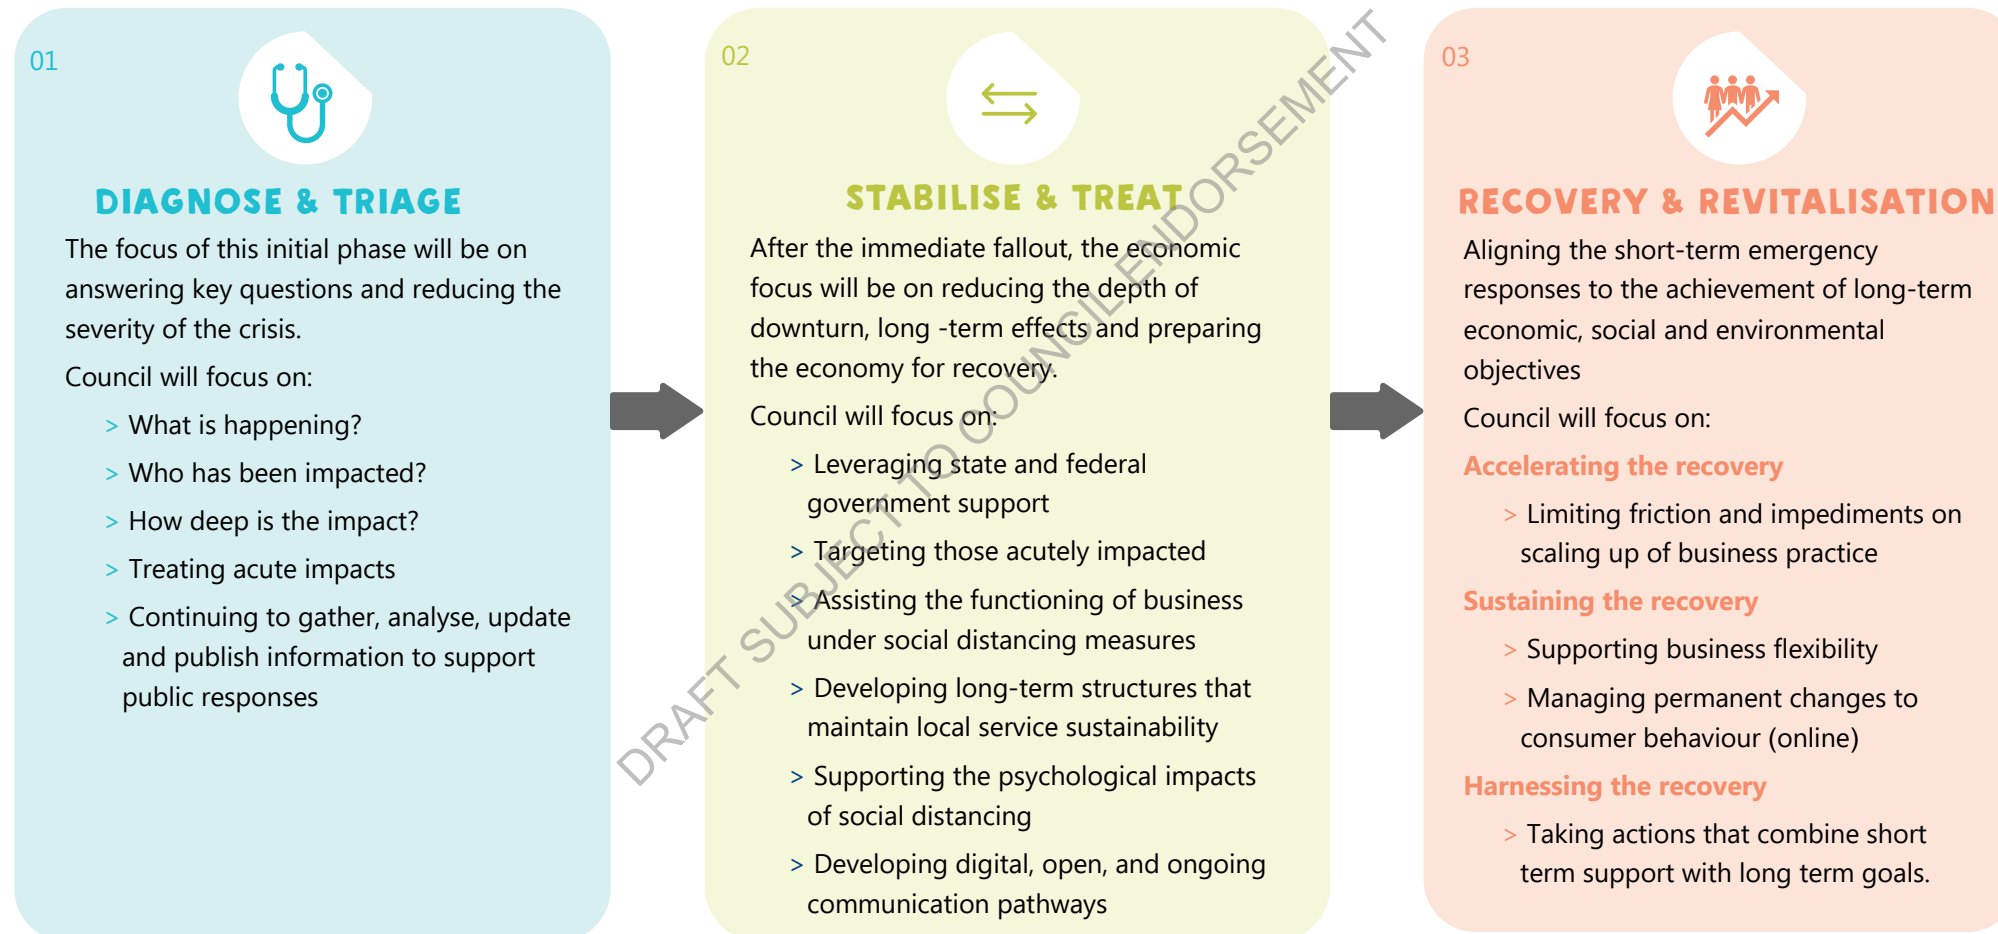 01
DIAGNOSE & TRIAGE
The focus of this initial phase will be on
answering key questions and reducing the
severity of the crisis.
Council will focus on:
> What is happening?
> Who has been impacted?
> How deep is the impact?
> Treating acute impacts
> Continuing to gather, analyse, update
and publish information to support
public responses
02
STABILISE & TREAT
After the immediate fallout, the economic
focus will be on reducing the depth of
downturn, long -term effects and preparing
the economy for recovery.
Council will focus on:
> Leveraging state and federal
government support
> Targeting those acutely impacted
> Assisting the functioning of business
under social distancing measures
> Developing long-term structures that
maintain local service sustainability
> Supporting the psychological impacts
of social distancing
> Developing digital, open, and ongoing
communication pathways
03
RECOVERY & REVITALISATION
Aligning the short-term emergency
responses to the achievement of long-term
economic, social and environmental
objectives
Council will focus on:
Accelerating the recovery
> Limiting friction and impediments on
scaling up of business practice
Sustaining the recovery
> Supporting business flexibility
> Managing permanent changes to
consumer behaviour (online)
Harnessing the recovery
> Taking actions that combine short
term support with long term goals.
DRAFT SUBJECT TO COUNCIL ENDORSEMENT